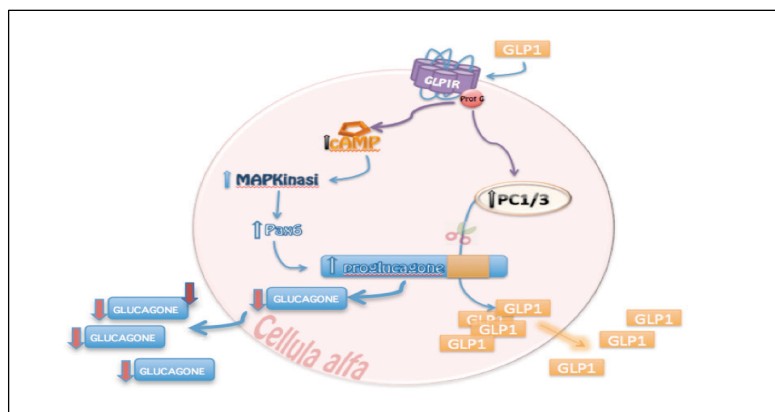 GLP1
GLP1R
Prot G
cAMP
MAPKinasi
PC1/3
Pax6
proglucagone
GLUCAGONE
GLUCAGONE
GLUCAGONE
GLUCAGONE
GLP1
GLP1
GLP1
GLP1
GLP1
GLP1
GLP1
Cellula alfa